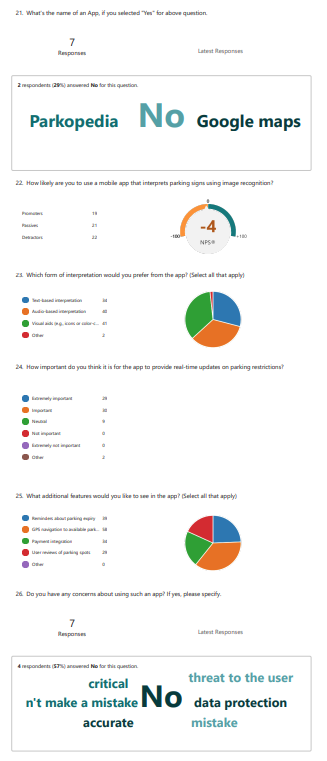 21. What's the name of an App, if you selected "Yes" for above question.
7
Responses
Latest Responses
2 respondents (29%) answered No for this question.
Parkopedia No Google maps
22. How likely are you to use a mobile app that interprets parking signs using image recognition?
Promoters 19
Passives 21
Detractors 22
0
-4
-100 +100
NPS®
23. Which form of interpretation would you prefer from the app? (Select all that apply)
Text-based interpretation 34
Audio-based interpretation 40
Visual aids (e.g., icons or color-c... 41
Other 2
24. How important do you think it is for the app to provide real-time updates on parking restrictions?
Extremely important 29
Important 30
Neutral 9
Not important 0
Extremely not important 0
Other 2
25. What additional features would you like to see in the app? (Select all that apply)
Reminders about parking expiry 39
GPS navigation to available park... 58
Payment integration 34
User reviews of parking spots 29
Other 0
26. Do you have any concerns about using such an app? If yes, please specify.
7
Responses
Latest Responses
4 respondents (57%) answered No for this question.
critical threat to the user
n't make a mistake No data protection
accurate mistake